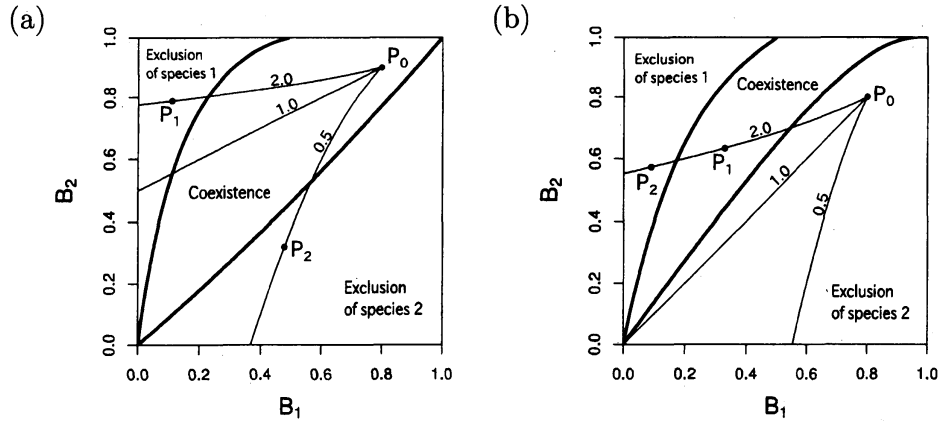 (a)
1.0
0.8
0.6
0.4
0.2
0.0
B2
Exclusion
of species 1
2.0
P0
P1
1.0
0.5
Coexistence
P2
Exclusion
of species 2
0.0 0.2 0.4 0.6 0.8 1.0
B1
(b)
1.0
0.8
0.6
0.4
0.2
0.0
B2
Exclusion
of species 1
Coexistence
P0
2.0
P1
P2
1.0
0.5
Exclusion
of species 2
0.0 0.2 0.4 0.6 0.8 1.0
B1